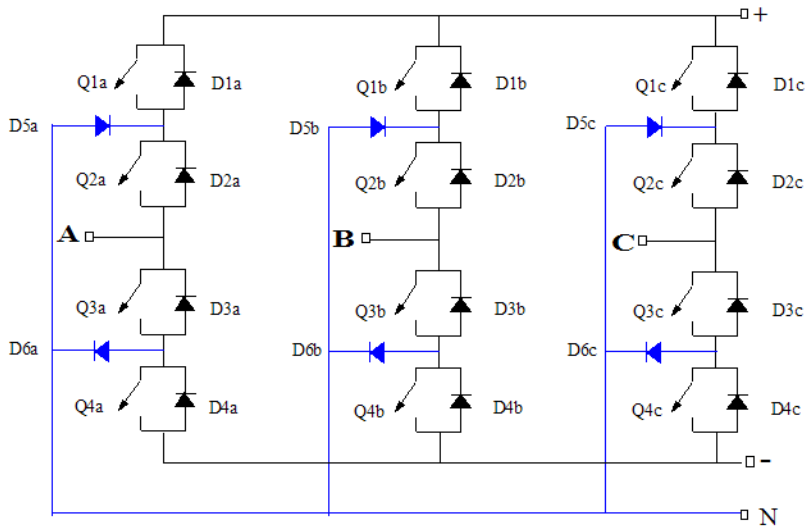 +
Q1a D1a Q1b D1b Q1c D1c
D5a D5b D5c
Q2a D2a Q2b D2b Q2c D2c
A B C
Q3a D3a Q3b D3b Q3c D3c
D6a D6b D6c
Q4a D4a Q4b D4b Q4c D4c
-
N